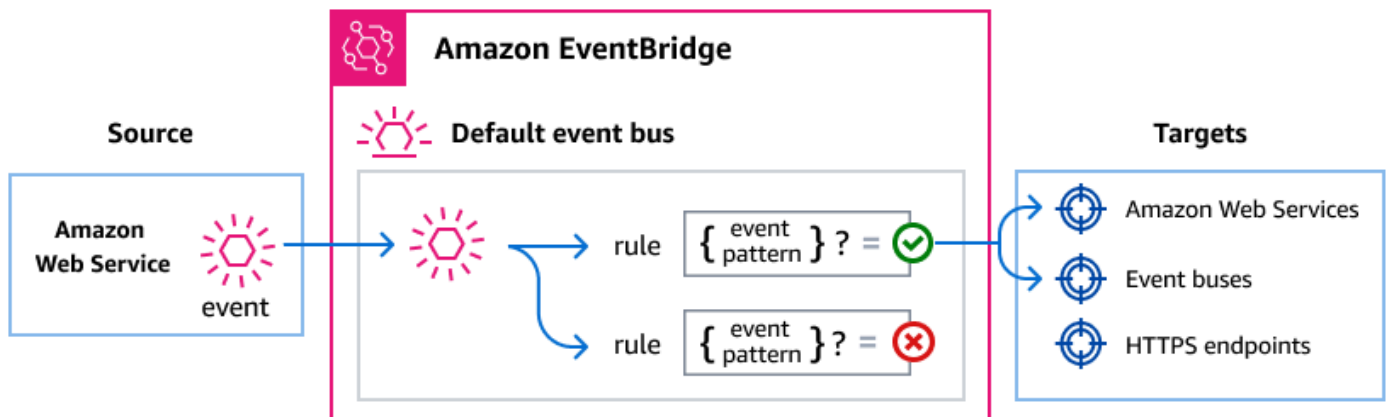 Amazon EventBridge
Source
Default event bus
Targets
Amazon
Web Service
event
rule
{ event
pattern } ? =
rule
{ event
pattern } ? =
Amazon Web Services
Event buses
HTTPS endpoints